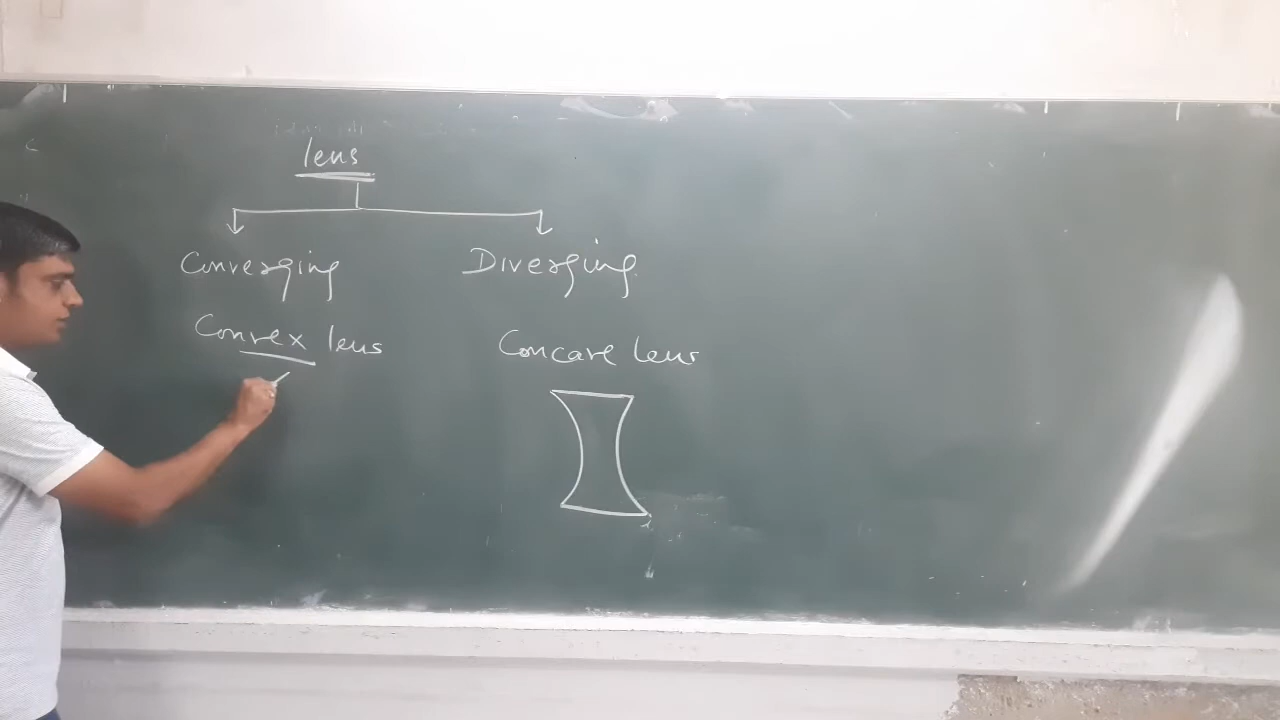 lens
Converging Diverging
Convex lens
Concave lens